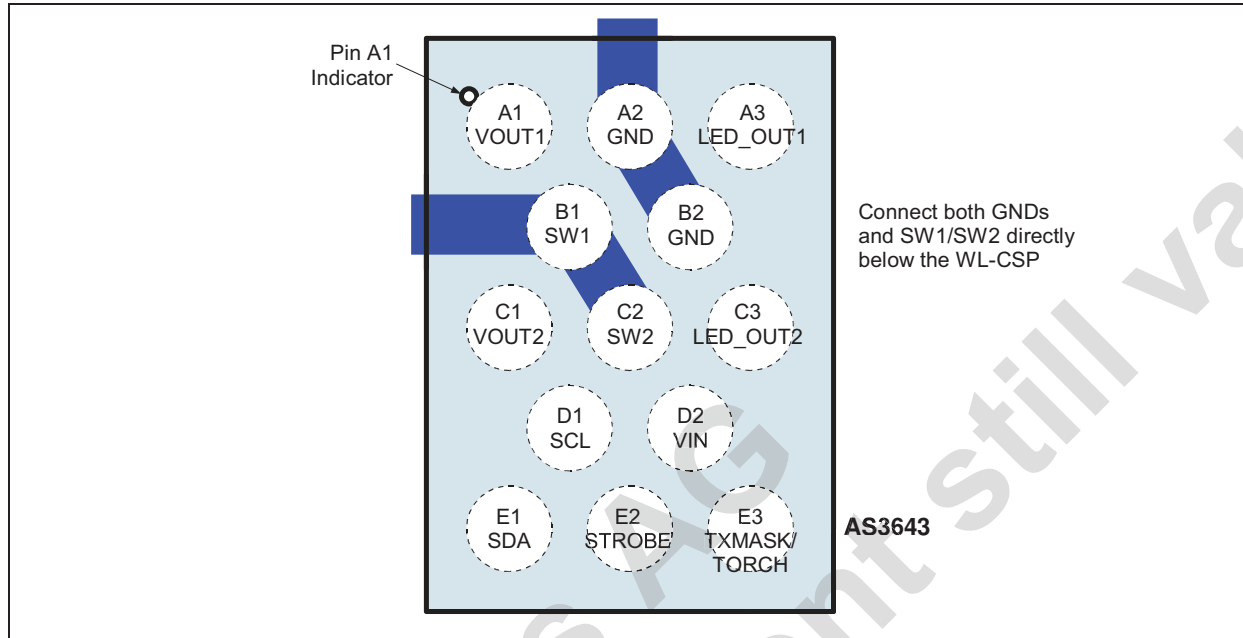 Pin A1
Indicator
A1
VOUT1
A2
GND
A3
LED_OUT1
B1
SW1
B2
GND
Connect both GNDs
and SW1/SW2 directly
below the WL-CSP
C1
VOUT2
C2
SW2
C3
LED_OUT2
D1
SCL
D2
VIN
E1
SDA
E2
STROBE
E3
TXMASK/
TORCH
AS3643
AG
still